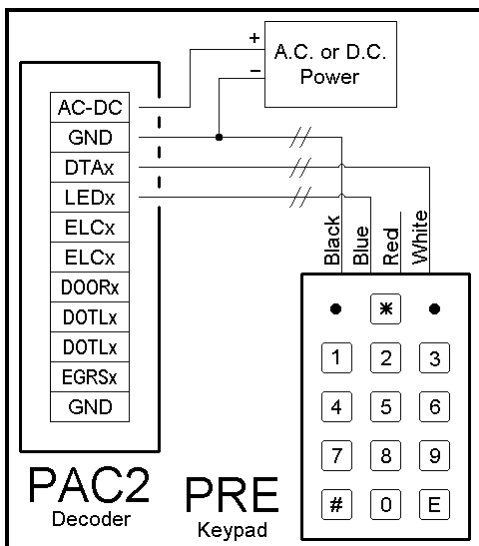 +
−
A.C. or D.C.
Power
AC-DC
GND
DTAx
LEDx
ELCx
ELCx
DOORx
DOTLx
DOTLx
EGRSx
GND
PAC2
Decoder
Black
Blue
Red
White
*
1 2 3
4 5 6
7 8 9
# 0 E
PRE
Keypad